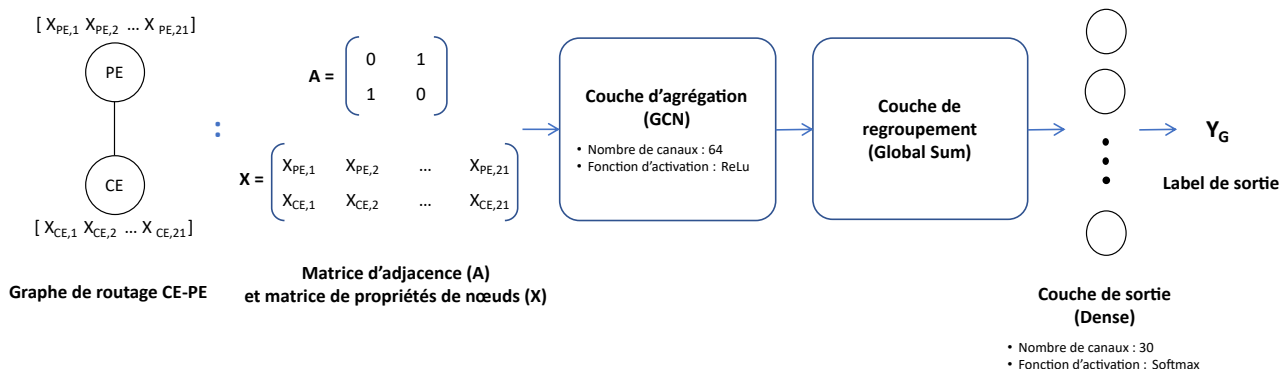 [ X_PE,1 X_PE,2 ... X_PE,21]
PE
CE
[ X_CE,1 X_CE,2 ... X_CE,21]
Graphe de routage CE-PE
:
A = 0 1
1 0
X = X_PE,1 X_PE,2 ... X_PE,21
X_CE,1 X_CE,2 ... X_CE,21
Matrice d'adjacence (A)
et matrice de propriétés de nœuds (X)
Couche d'agrégation
(GCN)
• Nombre de canaux : 64
• Fonction d'activation : ReLu
Couche de
regroupement
(Global Sum)
Couche de sortie
(Dense)
• Nombre de canaux : 30
• Fonction d'activation : Softmax
Y_G
Label de sortie